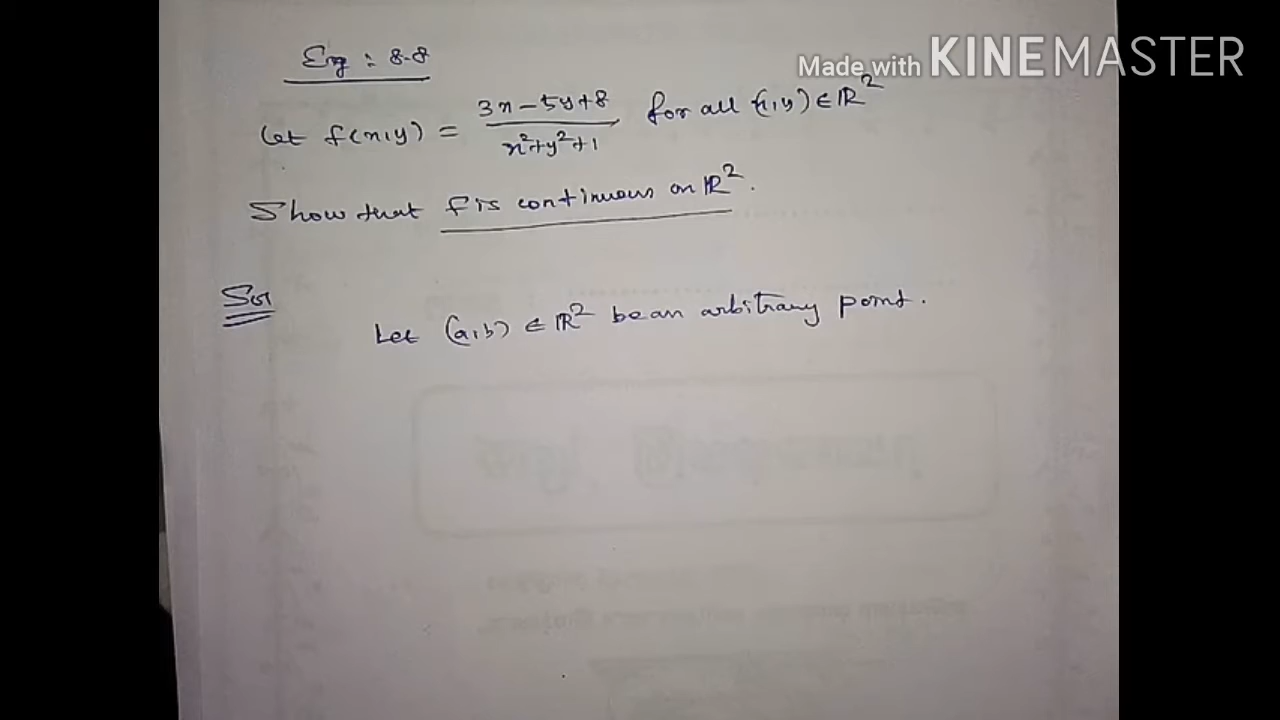 Made with KINEMASTER
Eg : 8.8
Let f(x,y) = 3x-5y+8 / x²+y²+1 for all (x,y) ∈ ℝ²
Show that f is continuous on ℝ².
Sol
Let (a,b) ∈ ℝ² be an arbitrary point.